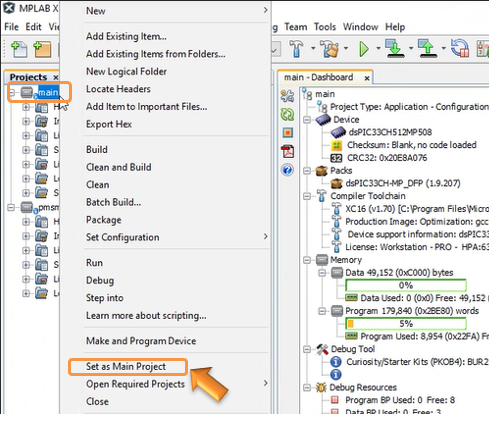 MPLAB X
Projects ×
main
pmsm
New
Add Existing Item...
Add Existing Items from Folders...
New Logical Folder
Locate Headers
Add Item to Important Files...
Export Hex
Build
Clean and Build
Clean
Batch Build...
Package
Set Configuration
Run
Debug
Step into
Learn more about scripting...
Make and Program Device
Set as Main Project
Open Required Projects
Close
Production Debug Team Tools Window
main - Dashboard ×
main
Project Type: Application - Configuration
Device
dsPIC33CH512MP508
Checksum: Blank, no code loaded
CRC32: 0x20E8A076
Packs
dsPIC33CH-MP_DFP (1.9.207)
Compiler Toolchain
XC16 (v1.70) [C:\Program Files\Micro
Production Image: Optimization: gcc
Device support information: dsPIC33
License: Workstation - PRO - HPA:63
Memory
Data 49,152 (0xC000) bytes
0%
Data Used: 0 (0x0) Free: 49,152
Program 179,840 (0x2BE80) words
5%
Program Used: 8,954 (0x22FA) F
Debug Tool
Curiosity/Starter Kits (PKOB4): BUR2
Debug Resources
Program BP Used: 0 Free: 8
Data BP Used: 0 Free: 3